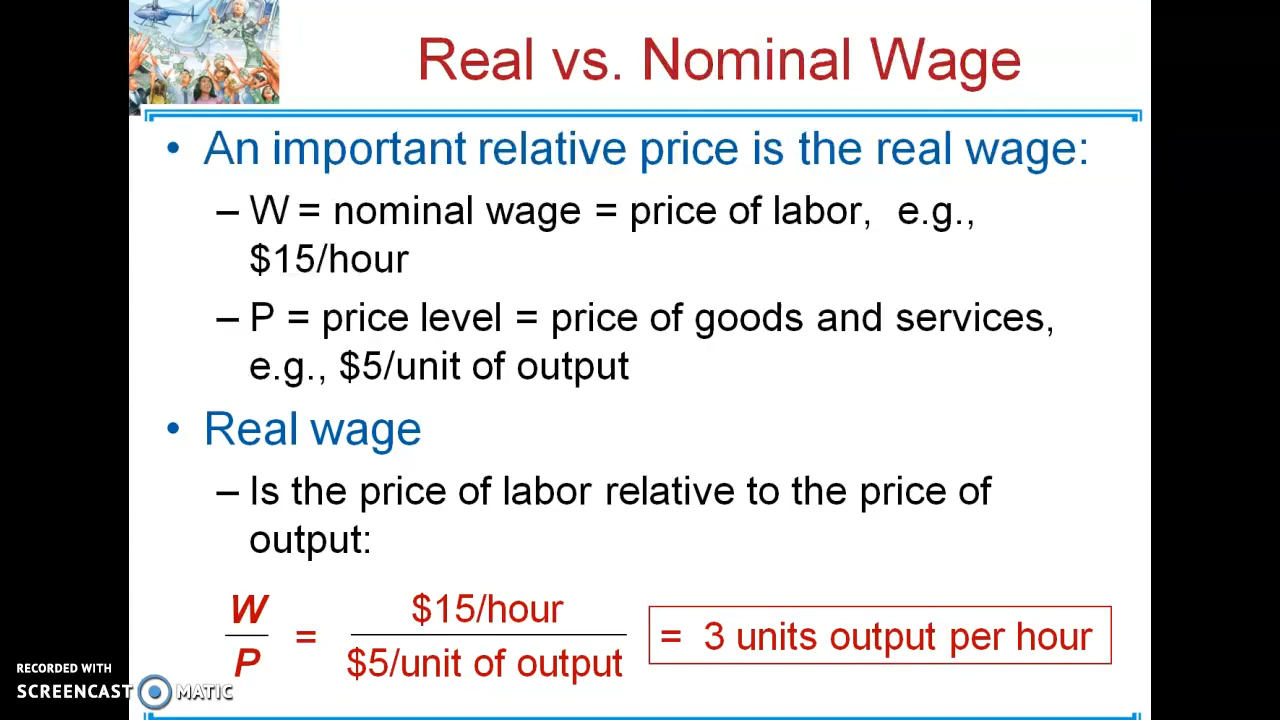 Real vs. Nominal Wage
• An important relative price is the real wage:
– W = nominal wage = price of labor, e.g.,
$15/hour
– P = price level = price of goods and services,
e.g., $5/unit of output
• Real wage
– Is the price of labor relative to the price of
output:
W
P
=
$15/hour
$5/unit of output
= 3 units output per hour
RECORDED WITH
SCREENCAST MATIC